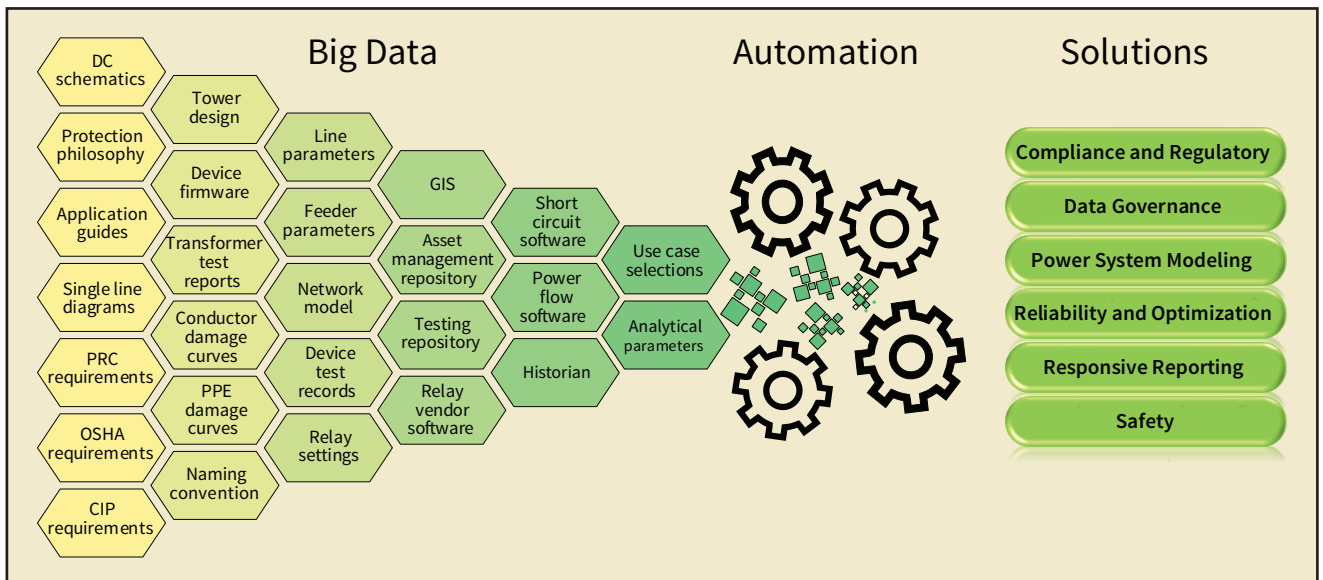 Big Data
Automation
Solutions
DC
schematics
Protection
philosophy
Application
guides
Single line
diagrams
PRC
requirements
OSHA
requirements
CIP
requirements
Tower
design
Device
firmware
Transformer
test
reports
Conductor
damage
curves
PPE
damage
curves
Naming
convention
Line
parameters
Feeder
parameters
Network
model
Device
test
records
Relay
settings
GIS
Asset
management
repository
Testing
repository
Relay
vendor
software
Short
circuit
software
Power
flow
software
Historian
Use case
selections
Analytical
parameters
Compliance and Regulatory
Data Governance
Power System Modeling
Reliability and Optimization
Responsive Reporting
Safety